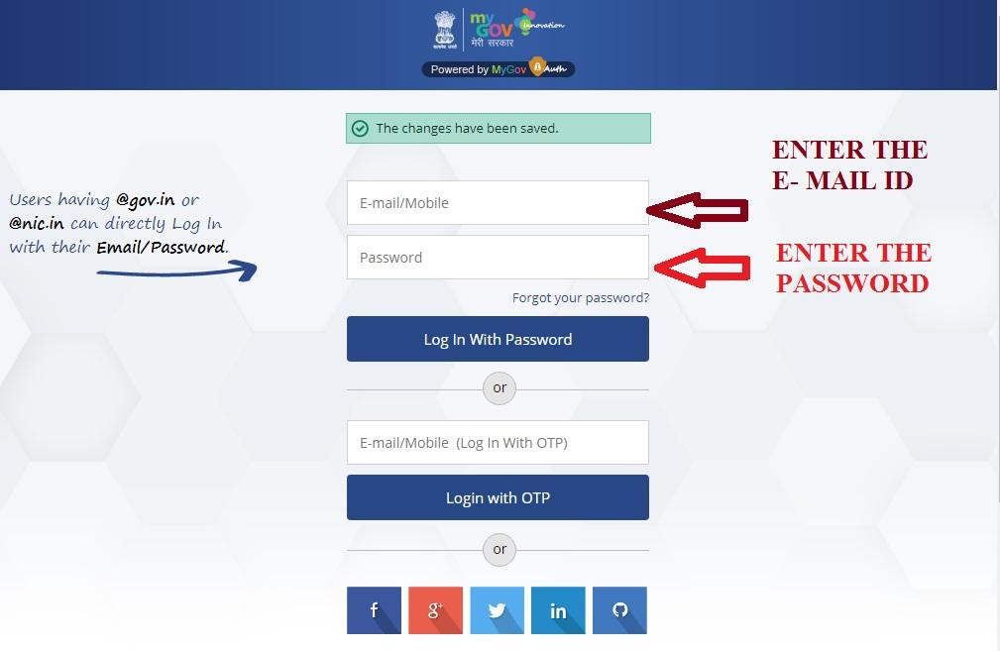 सत्यमेव जयते
my
GOV
Innovation
मेरी सरकार
Powered by MyGov Auth
The changes have been saved.
ENTER THE
E- MAIL ID
Users having @gov.in or
@nic.in can directly Log In
with their Email/Password.
E-mail/Mobile
Password
ENTER THE
PASSWORD
Forgot your password?
Log In With Password
or
E-mail/Mobile (Log In With OTP)
Login with OTP
or
f
g+
in